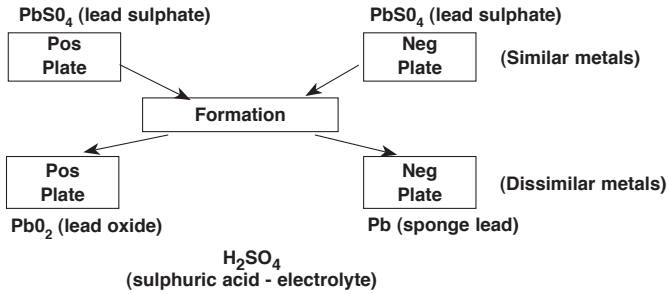 PbS0₄ (lead sulphate) PbS0₄ (lead sulphate)
Pos Neg
Plate Plate (Similar metals)
Formation
Pos Neg
Plate Plate (Dissimilar metals)
Pb0₂ (lead oxide) Pb (sponge lead)
H₂SO₄
(sulphuric acid - electrolyte)